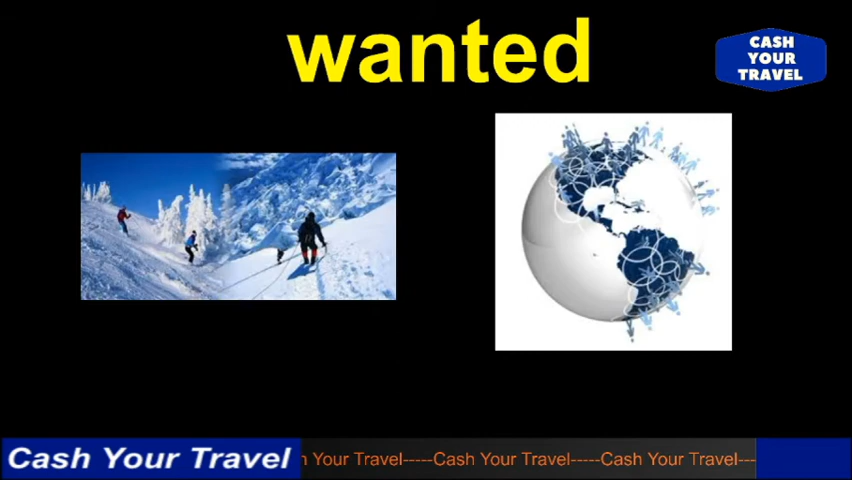 wanted
CASH
YOUR
TRAVEL
Cash Your Travel
h Your Travel-----Cash Your Travel-----Cash Your Travel---